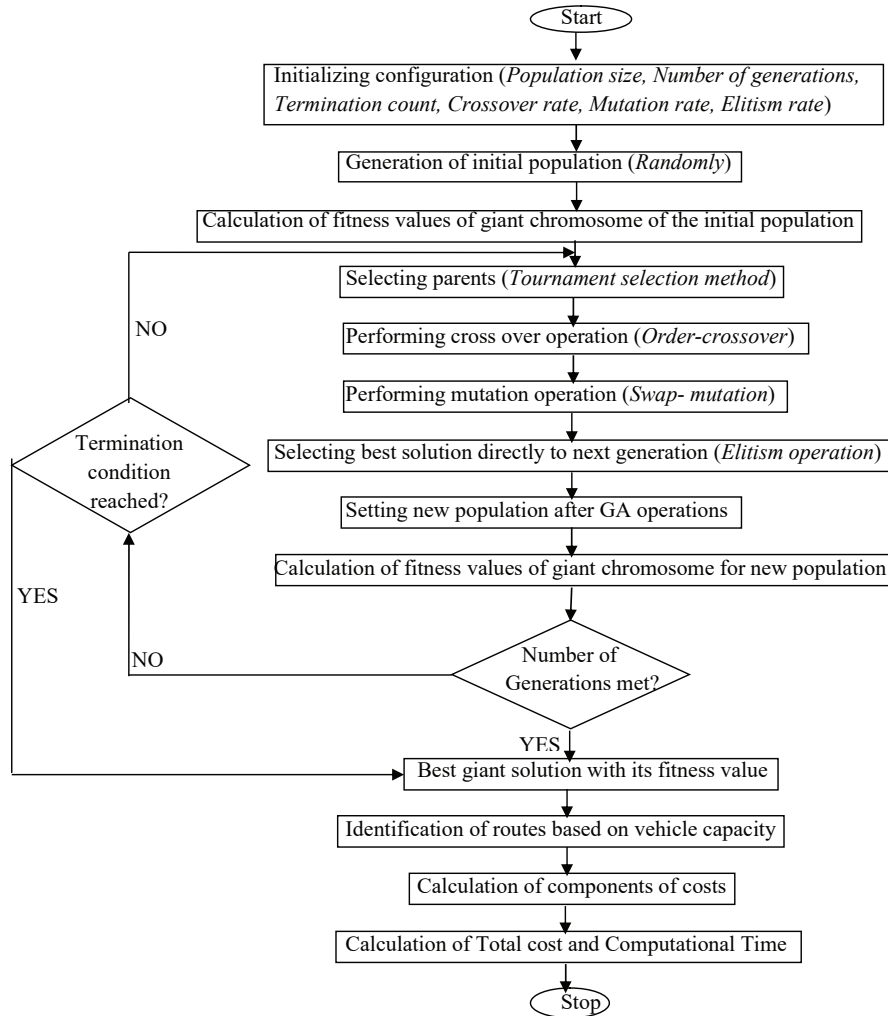 Start
Initializing configuration (Population size, Number of generations,
Termination count, Crossover rate, Mutation rate, Elitism rate)
Generation of initial population (Randomly)
Calculation of fitness values of giant chromosome of the initial population
Selecting parents (Tournament selection method)
NO
Performing cross over operation (Order-crossover)
Performing mutation operation (Swap- mutation)
Termination
condition
reached?
Selecting best solution directly to next generation (Elitism operation)
Setting new population after GA operations
Calculation of fitness values of giant chromosome for new population
YES
NO
Number of
Generations met?
YES
Best giant solution with its fitness value
Identification of routes based on vehicle capacity
Calculation of components of costs
Calculation of Total cost and Computational Time
Stop